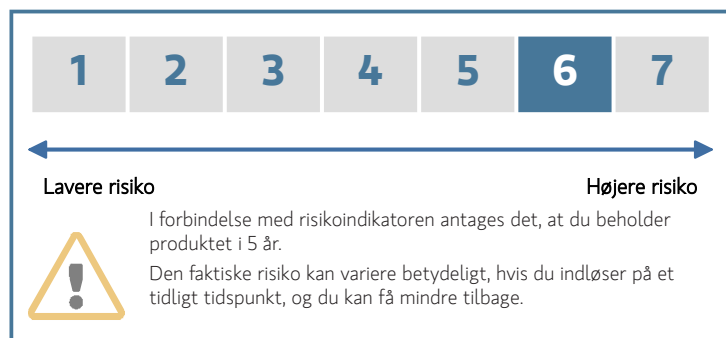 1 2 3 4 5 6 7
Lavere risiko Højere risiko
I forbindelse med risikoindikatoren antages det, at du beholder
produktet i 5 år.
Den faktiske risiko kan variere betydeligt, hvis du indløser på et
tidligt tidspunkt, og du kan få mindre tilbage.